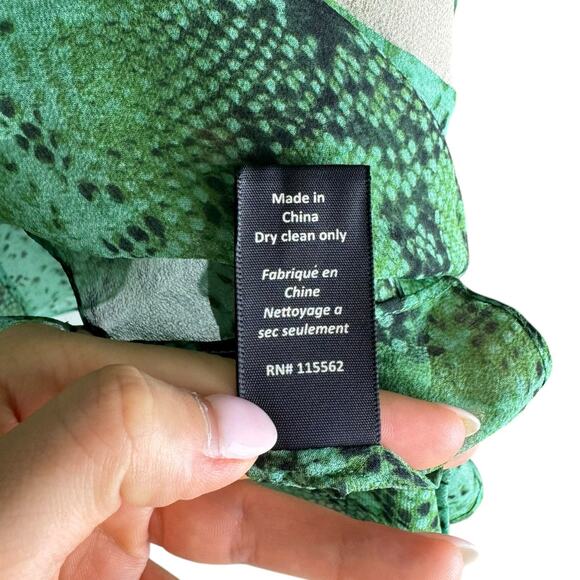 Made in
China
Dry clean only
Fabriqué en
Chine
Nettoyage a
sec seulement
RN# 115562